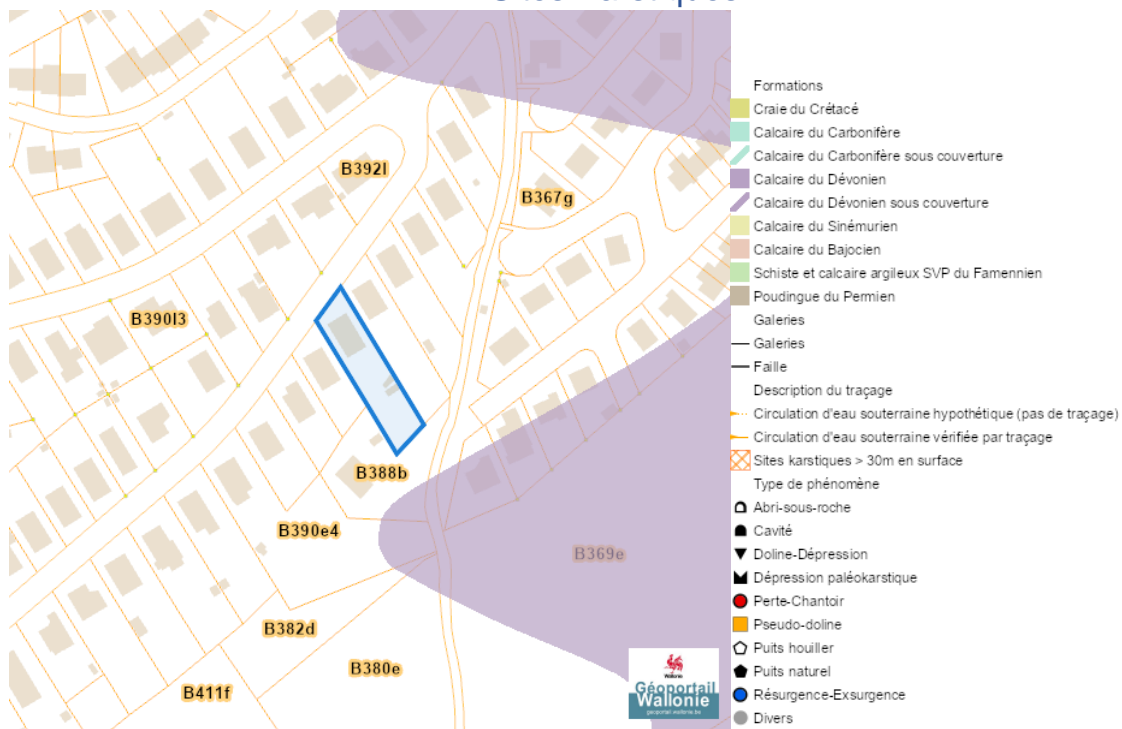 B392l
B367g
B390l3
B388b
B390e4
B369e
B382d
B380e
B411f
Wallonie
Géoportail
Wallonie
geoportail.wallonie.be
Formations
Craie du Crétacé
Calcaire du Carbonifère
Calcaire du Carbonifère sous couverture
Calcaire du Dévonien
Calcaire du Dévonien sous couverture
Calcaire du Sinémurien
Calcaire du Bajocien
Schiste et calcaire argileux SVP du Famennien
Poudingue du Permien
Galeries
Galeries
Faille
Description du traçage
Circulation d'eau souterraine hypothétique (pas de traçage)
Circulation d'eau souterraine vérifiée par traçage
Sites karstiques > 30m en surface
Type de phénomène
Abri-sous-roche
Cavité
Doline-Dépression
Dépression paléokarstique
Perte-Chantoir
Pseudo-doline
Puits houiller
Puits naturel
Résurgence-Exsurgence
Divers